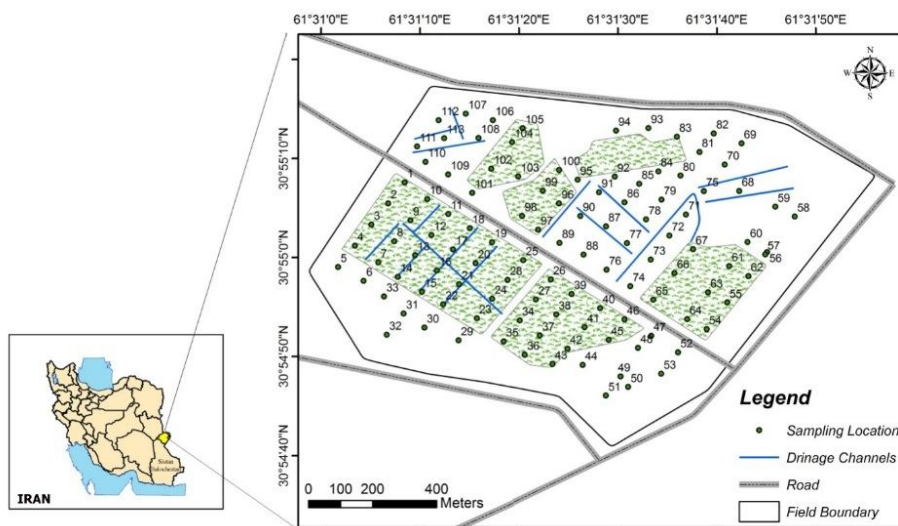 61°31'0"E 61°31'10"E 61°31'20"E 61°31'30"E 61°31'40"E 61°31'50"E
N
W E
S
30°55'10"N
30°55'0"N
30°54'50"N
30°54'40"N
112 107 106 105 94 93 83 82
111 113 108 104 81 69
110 109 102 103 100 95 92 85 84 80 70
1 10 101 99 96 91 86 79 75 68
2 9 11 18 98 97 90 87 78 71 59 58
3 8 12 17 19 89 88 77 72 60
4 7 13 16 20 25 76 73 67 57 56
5 6 14 15 21 28 26 74 66 61 62
33 22 24 27 39 40 65 63 55
31 23 34 38 41 46 64 54
32 30 29 35 37 42 45 47
36 43 44 48 52
49 50 53
51
Legend
Sampling Location
Drinage Channels
Road
Field Boundary
0 100 200 400
Meters
Sistan
IRAN